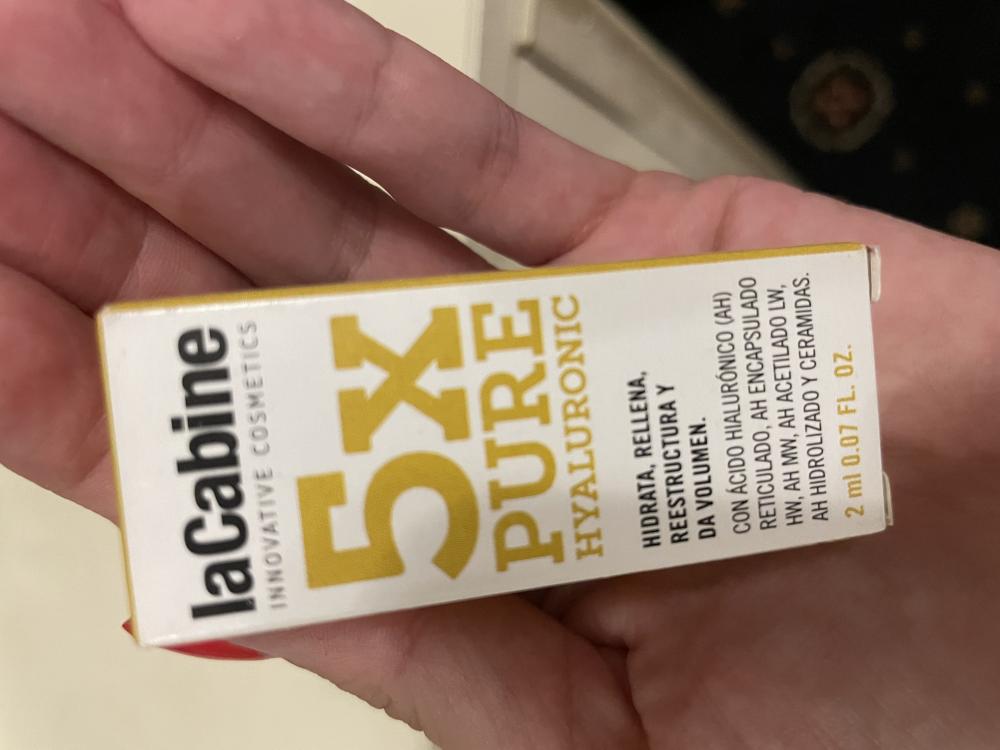 laCabine
INNOVATIVE COSMETICS
5X
PURE
HYALURONIC
HIDRATA, RELLENA,
REESTRUCTURA Y
DA VOLUMEN.
CON ÁCIDO HIALURÓNICO (AH)
RETICULADO, AH ENCAPSULADO
HW, AH MW, AH ACETILADO LW,
AH HIDROLIZADO Y CERAMIDAS.
2 ml 0.07 FL. OZ.